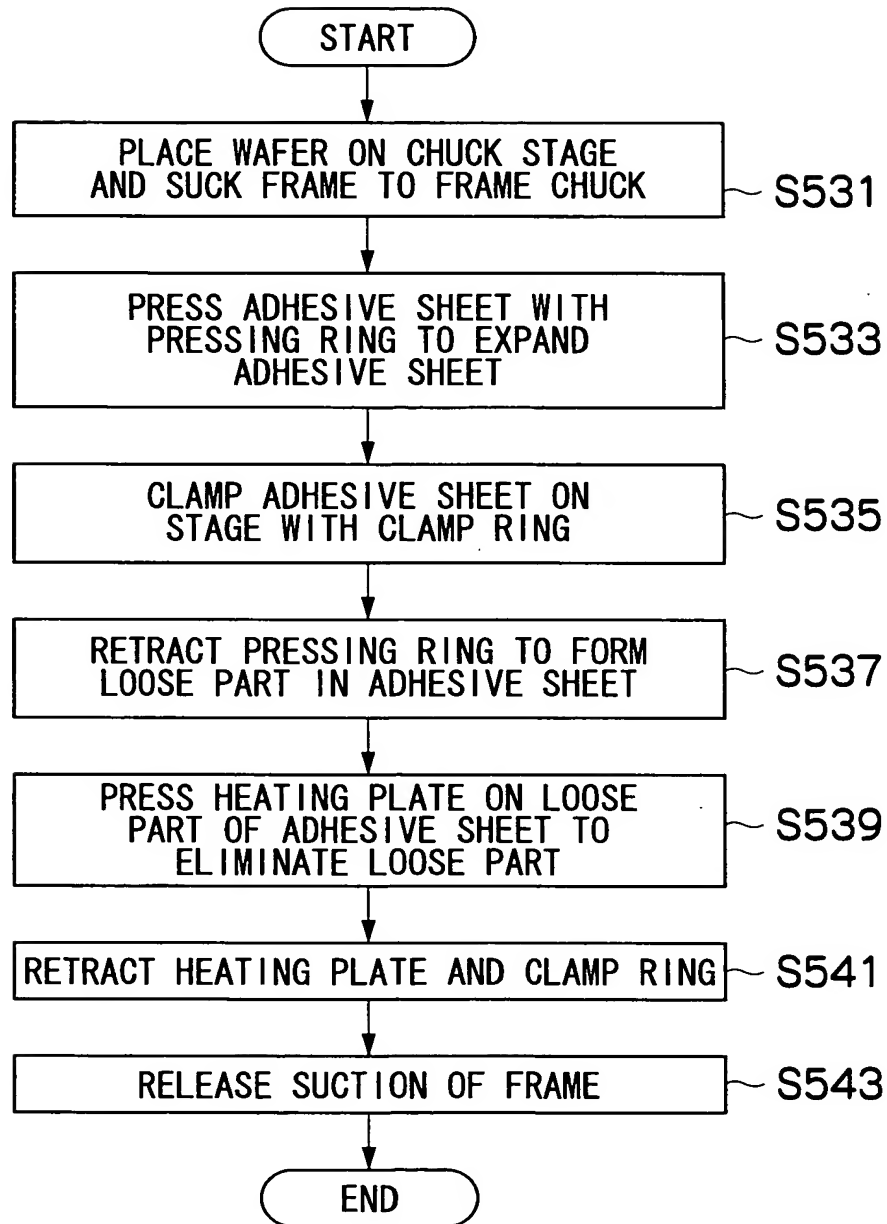 START
PLACE WAFER ON CHUCK STAGE
AND SUCK FRAME TO FRAME CHUCK
S531
PRESS ADHESIVE SHEET WITH
PRESSING RING TO EXPAND
ADHESIVE SHEET
S533
CLAMP ADHESIVE SHEET ON
STAGE WITH CLAMP RING
S535
RETRACT PRESSING RING TO FORM
LOOSE PART IN ADHESIVE SHEET
S537
PRESS HEATING PLATE ON LOOSE
PART OF ADHESIVE SHEET TO
ELIMINATE LOOSE PART
S539
RETRACT HEATING PLATE AND CLAMP RING
S541
RELEASE SUCTION OF FRAME
S543
END